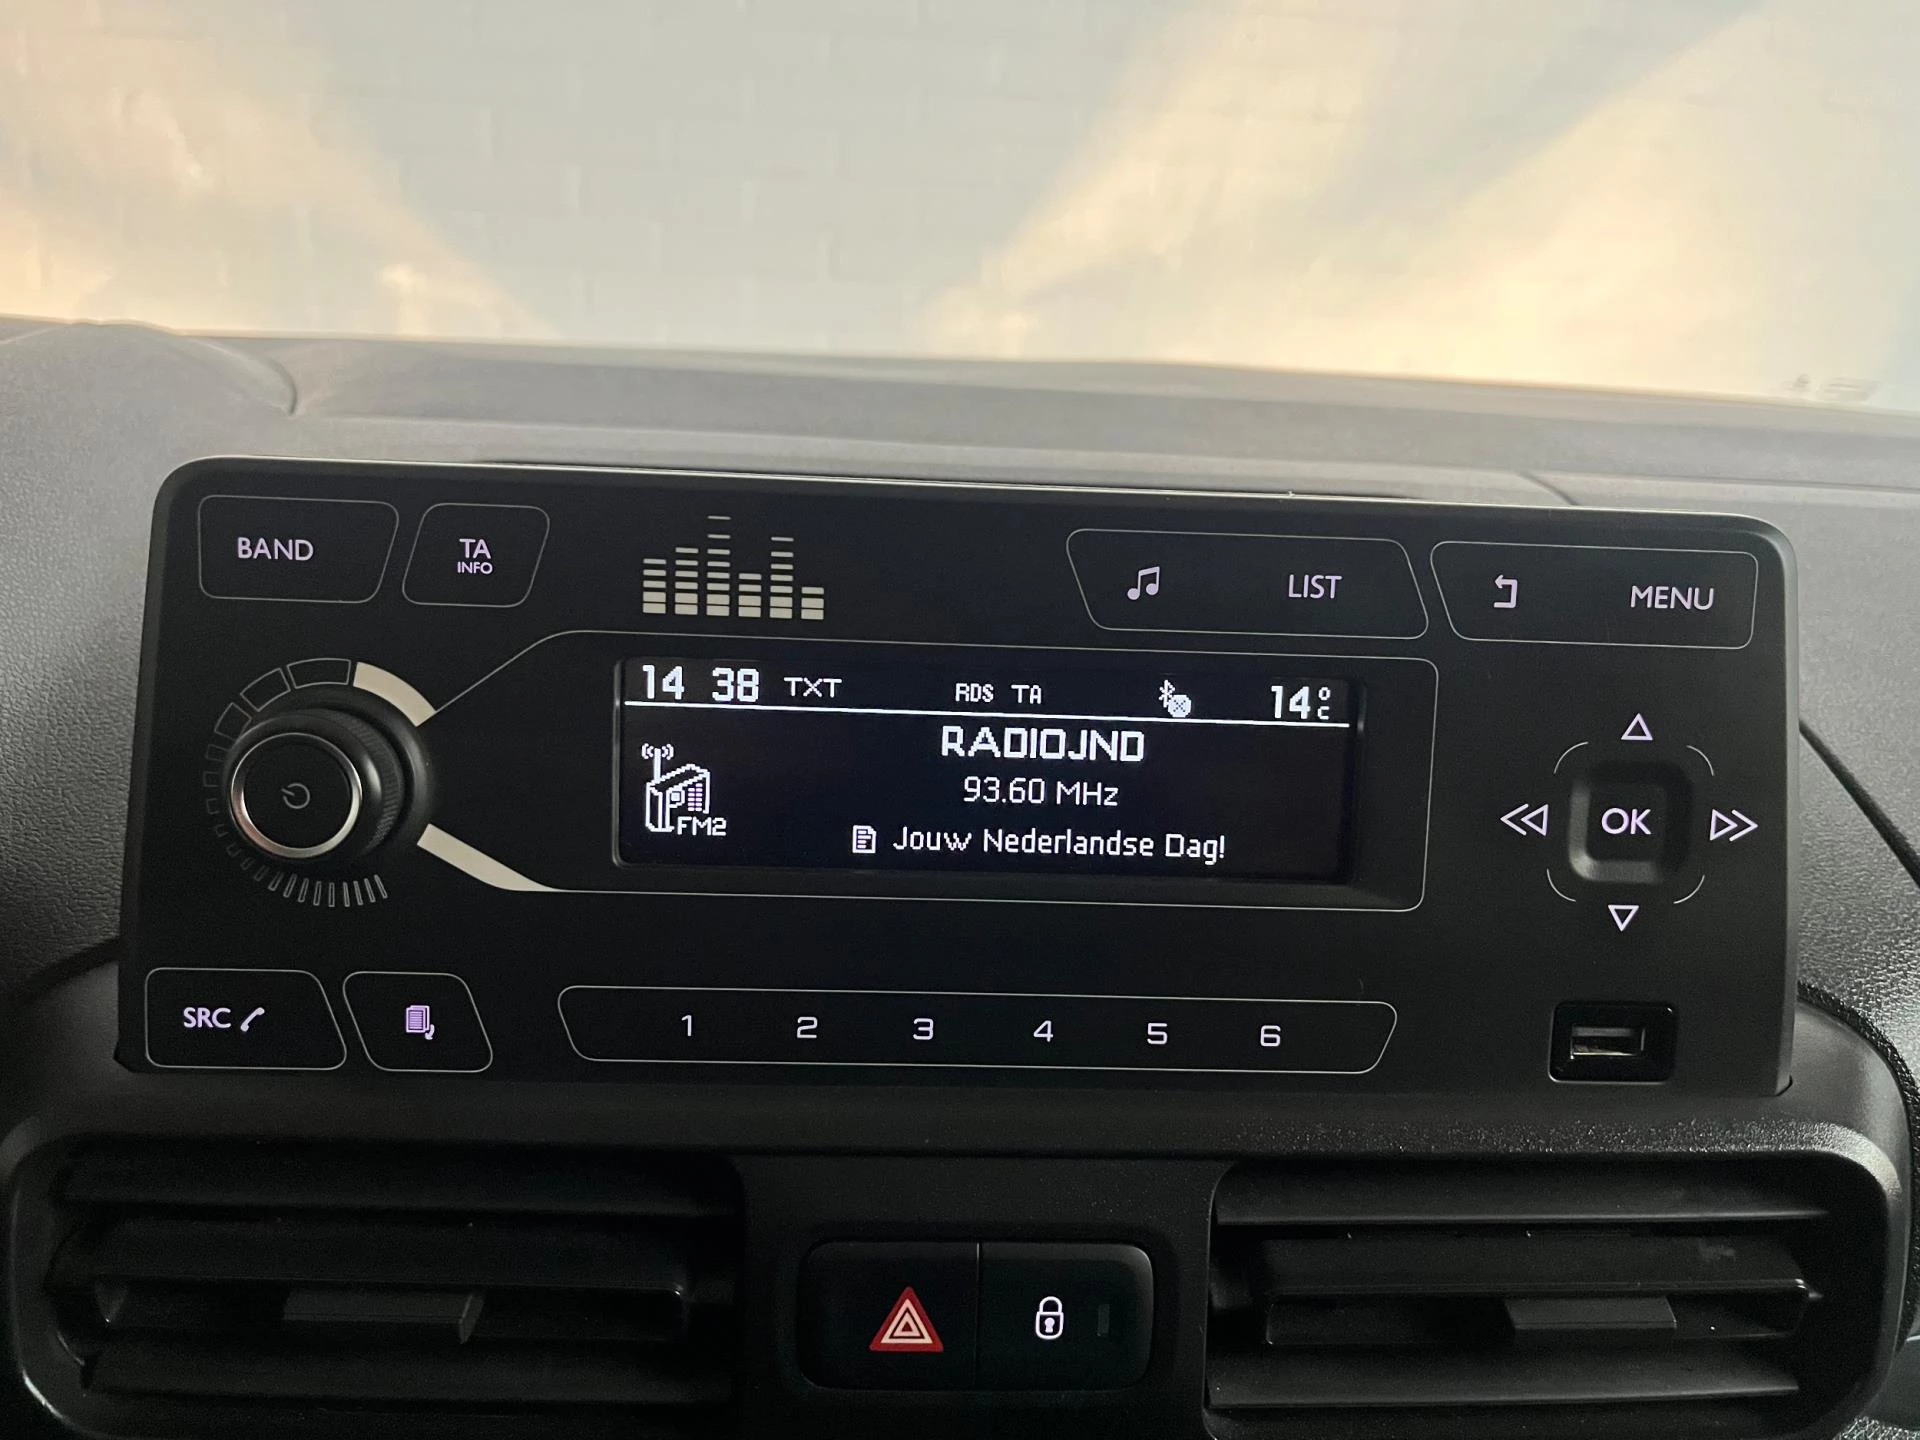 BAND
TA
INFO
LIST
MENU
14 38 TXT RDS TA 14°C
RADIOJND
93.60 MHz
FM2
Jouw Nederlandse Dag!
OK
SRC
1 2 3 4 5 6